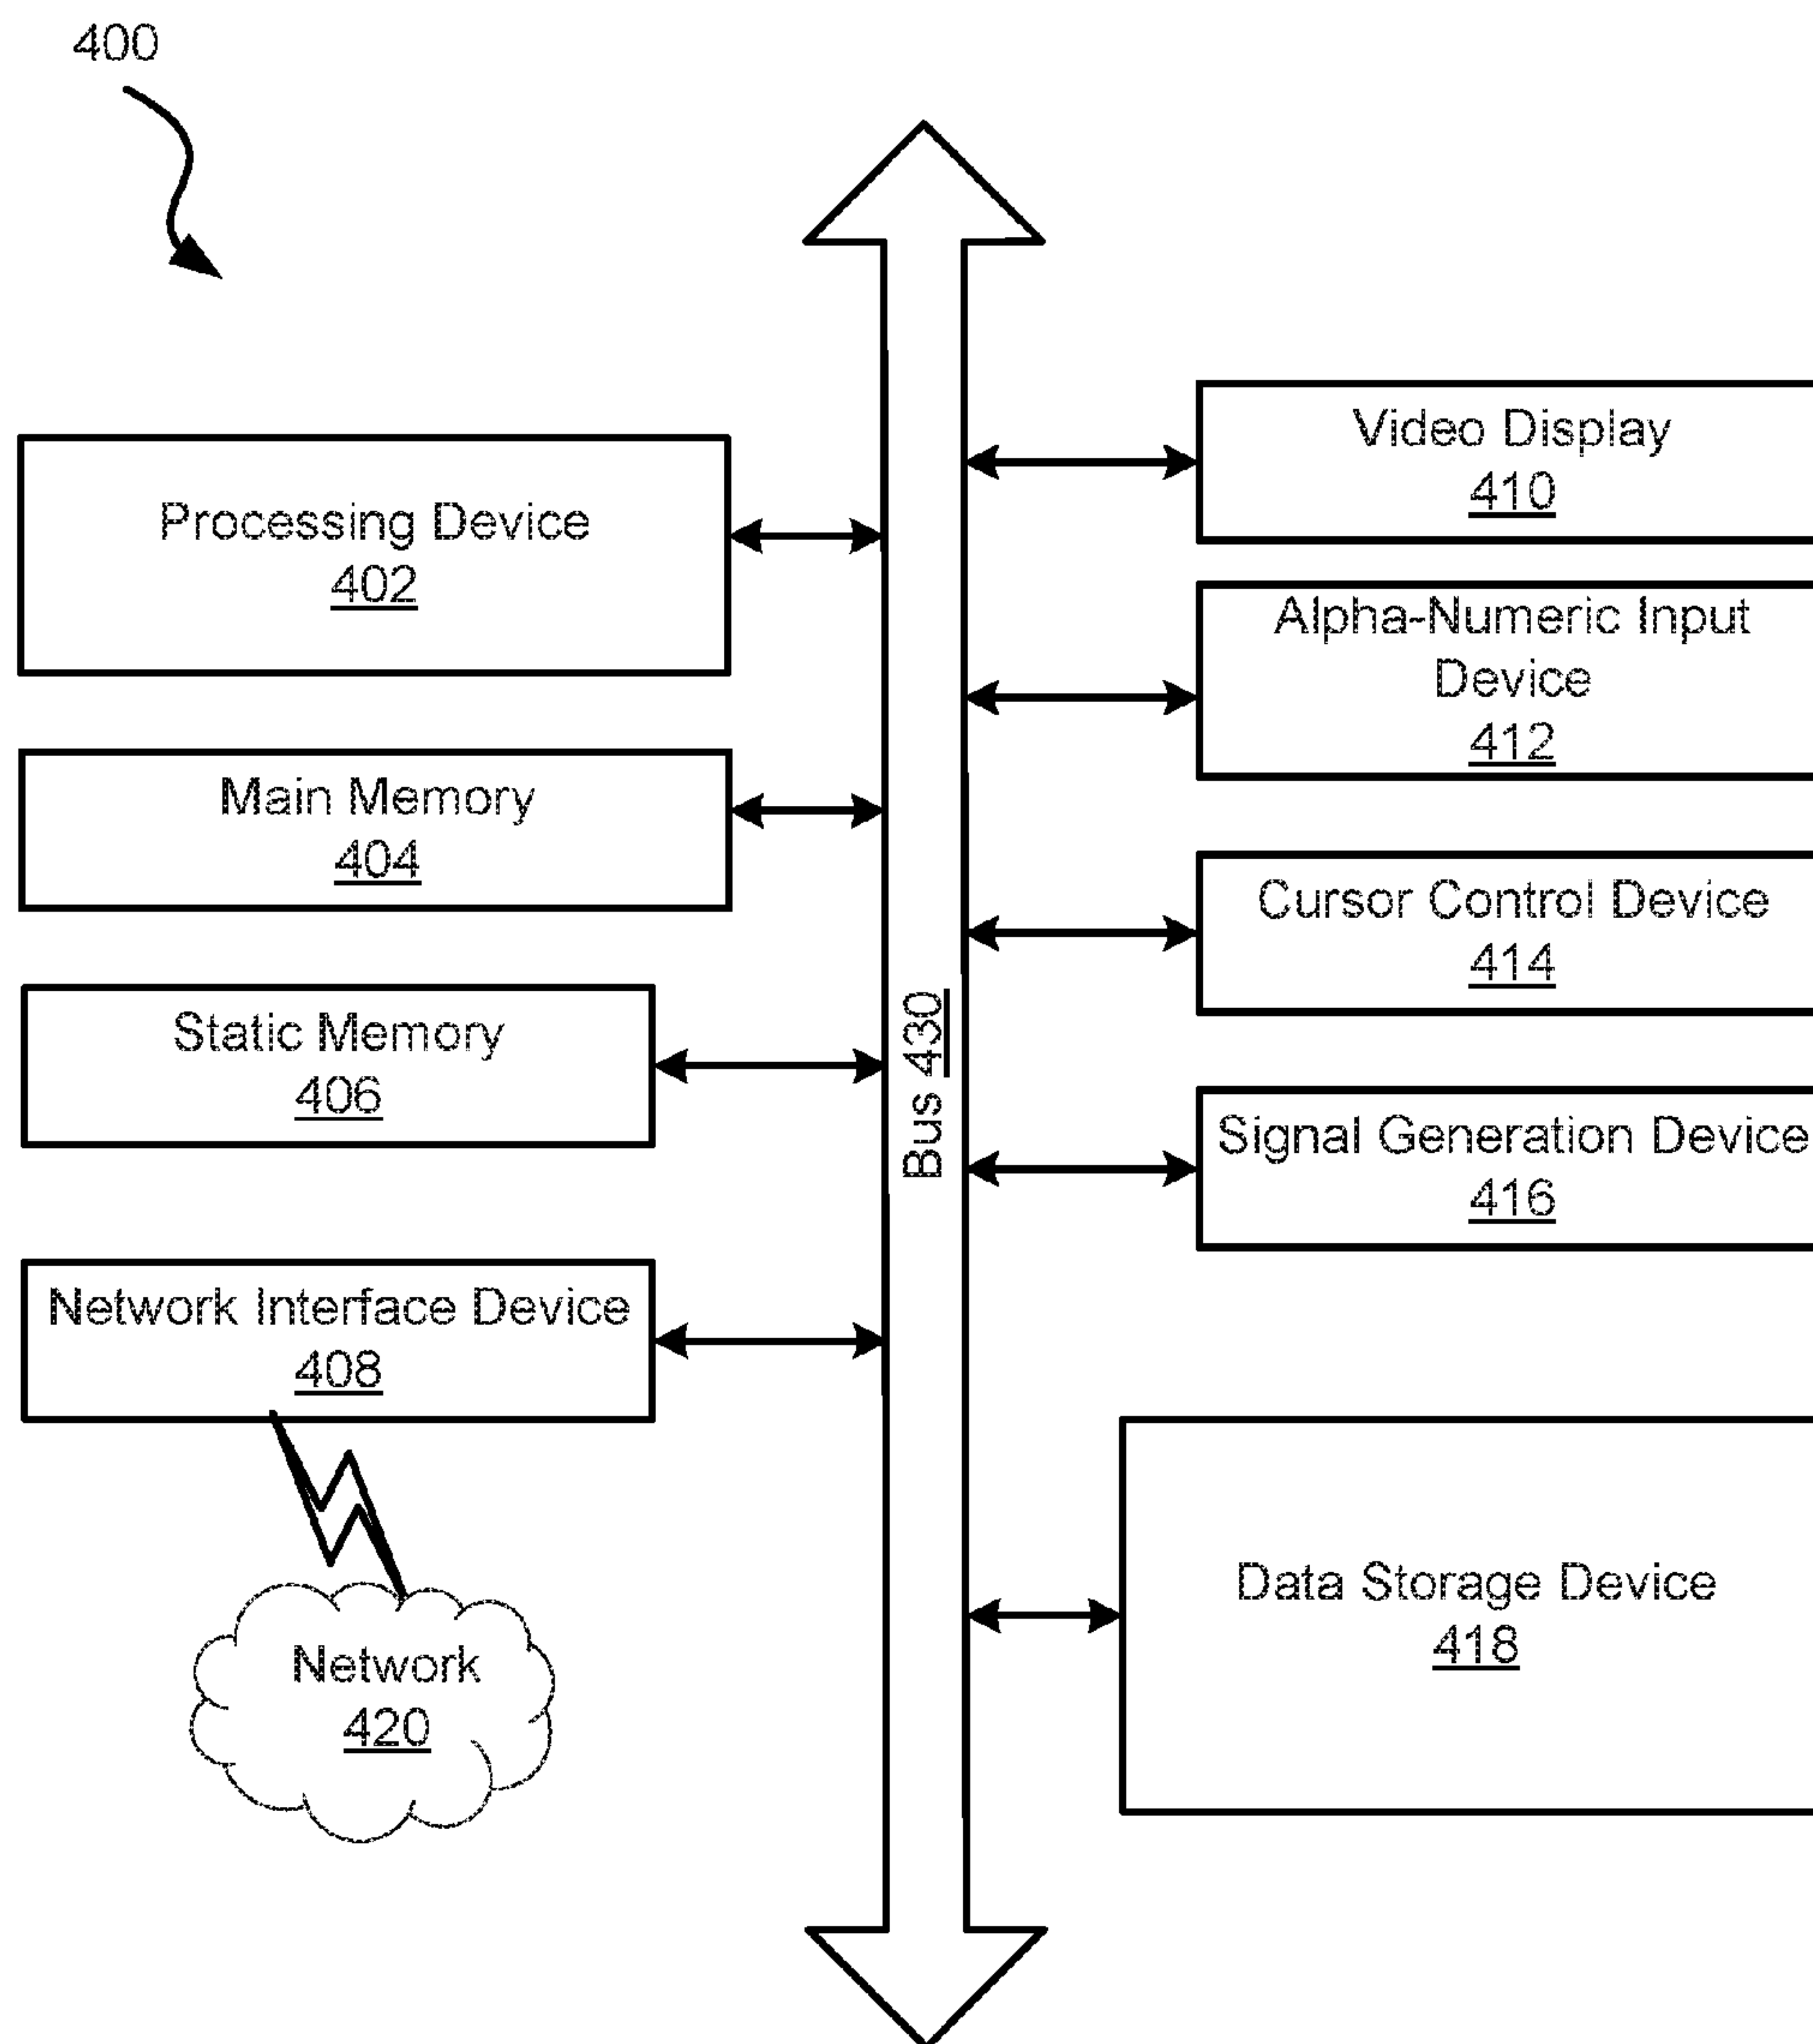 400
Processing Device
402
Main Memory
404
Static Memory
406
Network Interface Device
408
Network
420
Bus 430
Video Display
410
Alpha-Numeric Input
Device
412
Cursor Control Device
414
Signal Generation Device
416
Data Storage Device
418